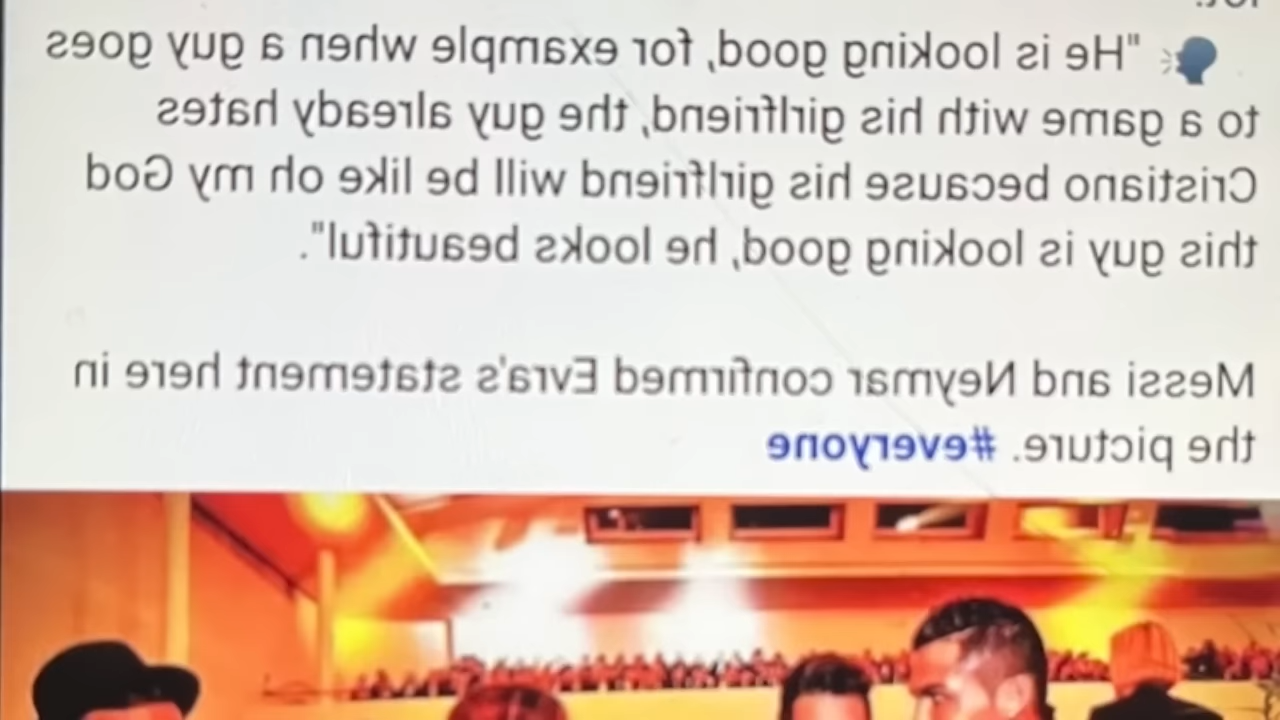 🗣️ "He is looking good, for example when a guy goes
to a game with his girlfriend, the guy already hates
Cristiano because his girlfriend will be like oh my God
this guy is looking good, he looks beautiful".
Messi and Neymar confirmed Evra's statement here in
the picture. #everyone